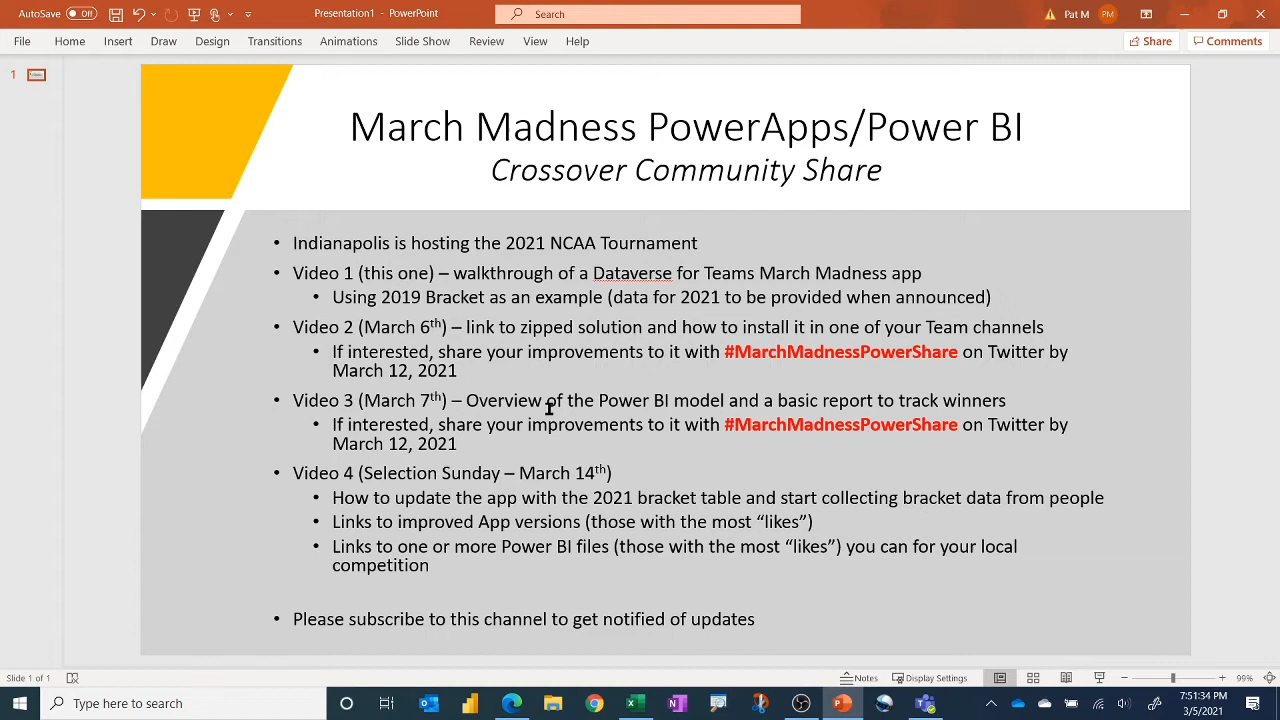 AutoSave Off Presentation1 - PowerPoint Search Pat M PM
File Home Insert Draw Design Transitions Animations Slide Show Review View Help Share Comments
1
March Madness PowerApps/Power BI
Crossover Community Share
• Indianapolis is hosting the 2021 NCAA Tournament
• Video 1 (this one) – walkthrough of a Dataverse for Teams March Madness app
• Using 2019 Bracket as an example (data for 2021 to be provided when announced)
• Video 2 (March 6th) – link to zipped solution and how to install it in one of your Team channels
• If interested, share your improvements to it with #MarchMadnessPowerShare on Twitter by
March 12, 2021
• Video 3 (March 7th) – Overview of the Power BI model and a basic report to track winners
• If interested, share your improvements to it with #MarchMadnessPowerShare on Twitter by
March 12, 2021
• Video 4 (Selection Sunday – March 14th)
• How to update the app with the 2021 bracket table and start collecting bracket data from people
• Links to improved App versions (those with the most “likes”)
• Links to one or more Power BI files (those with the most “likes”) you can for your local
competition
• Please subscribe to this channel to get notified of updates
Slide 1 of 1 Notes Display Settings 99%
Type here to search 7:51:34 PM
3/5/2021